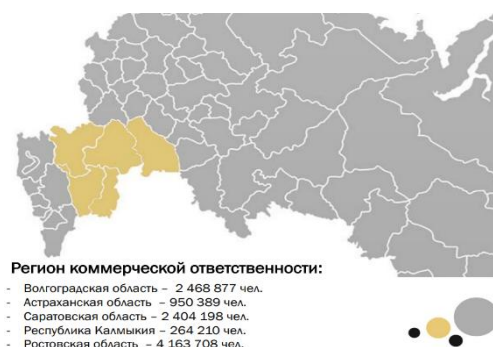 Регион коммерческой ответственности:
- Волгоградская область – 2 468 877 чел.
- Астраханская область – 950 389 чел.
- Саратовская область – 2 404 198 чел.
- Республика Калмыкия – 264 210 чел.
- Ростовская область – 4 163 708 чел.